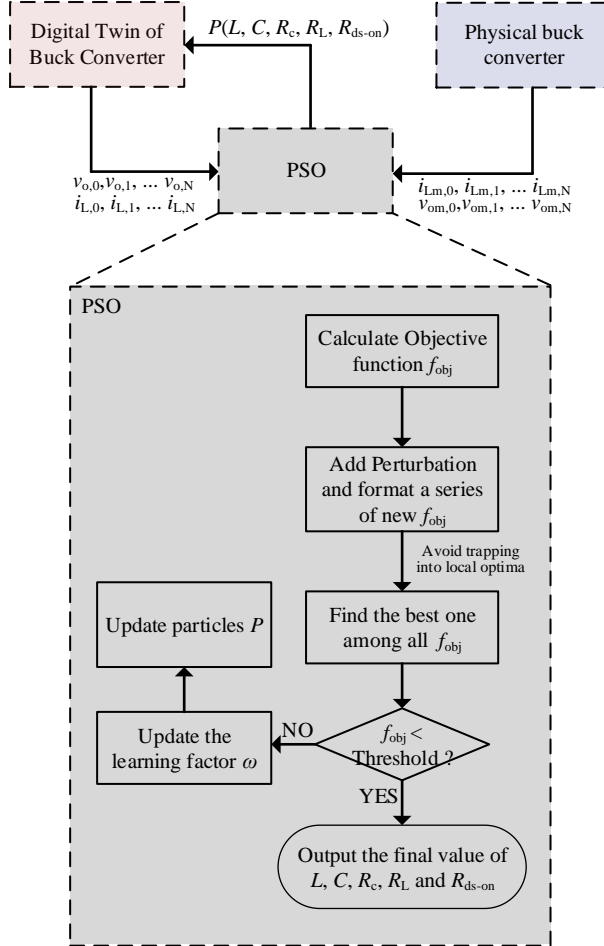 Digital Twin of
Buck Converter
P(L, C, Rc, RL, Rds-on)
Physical buck
converter
PSO
vo,0,vo,1, ... vo,N
iL,0, iL,1, ... iL,N
iLm,0, iLm,1, ... iLm,N
vom,0,vom,1, ... vom,N
PSO
Calculate Objective
function fobj
Add Perturbation
and format a series
of new fobj
Avoid trapping
into local optima
Find the best one
among all fobj
Update particles P
Update the
learning factor ω
NO
fobj <
Threshold ?
YES
Output the final value of
L, C, Rc, RL and Rds-on